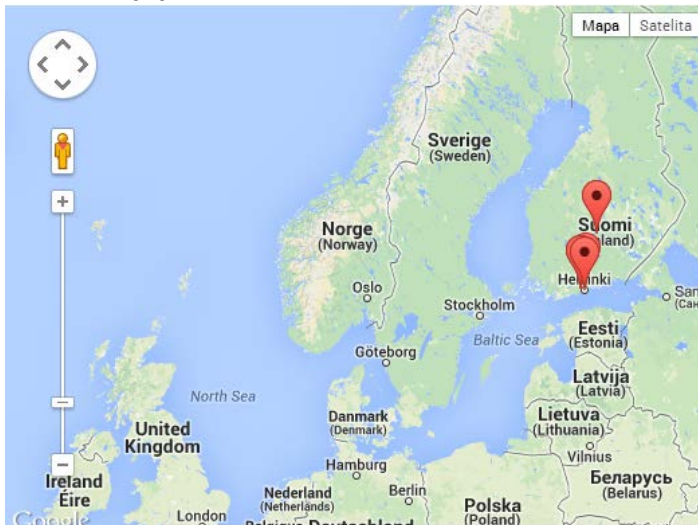 Mapa
Satelita
Sverige
(Sweden)
Norge
(Norway)
Suomi
Oslo
Stockholm
Eesti
(Estonia)
Göteborg
Baltic Sea
Latvija
(Latvia)
North Sea
Danmark
(Denmark)
Lietuva
(Lithuania)
United
Kingdom
Vilnius
Hamburg
Беларусь
(Belarus)
Ireland
Éire
Nederland
(Netherlands)
Berlin
Polska
(Poland)
London
Google
Deutschland